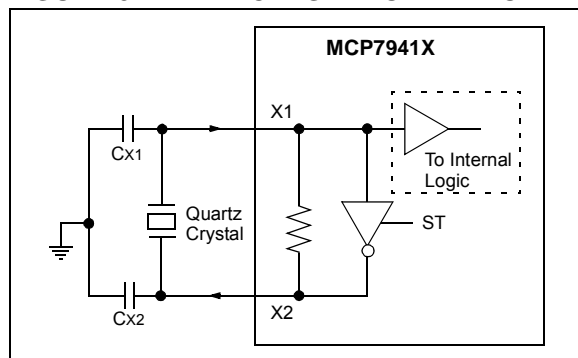 MCP7941X
X1
CX1
To Internal
Logic
Quartz
Crystal
ST
X2
CX2